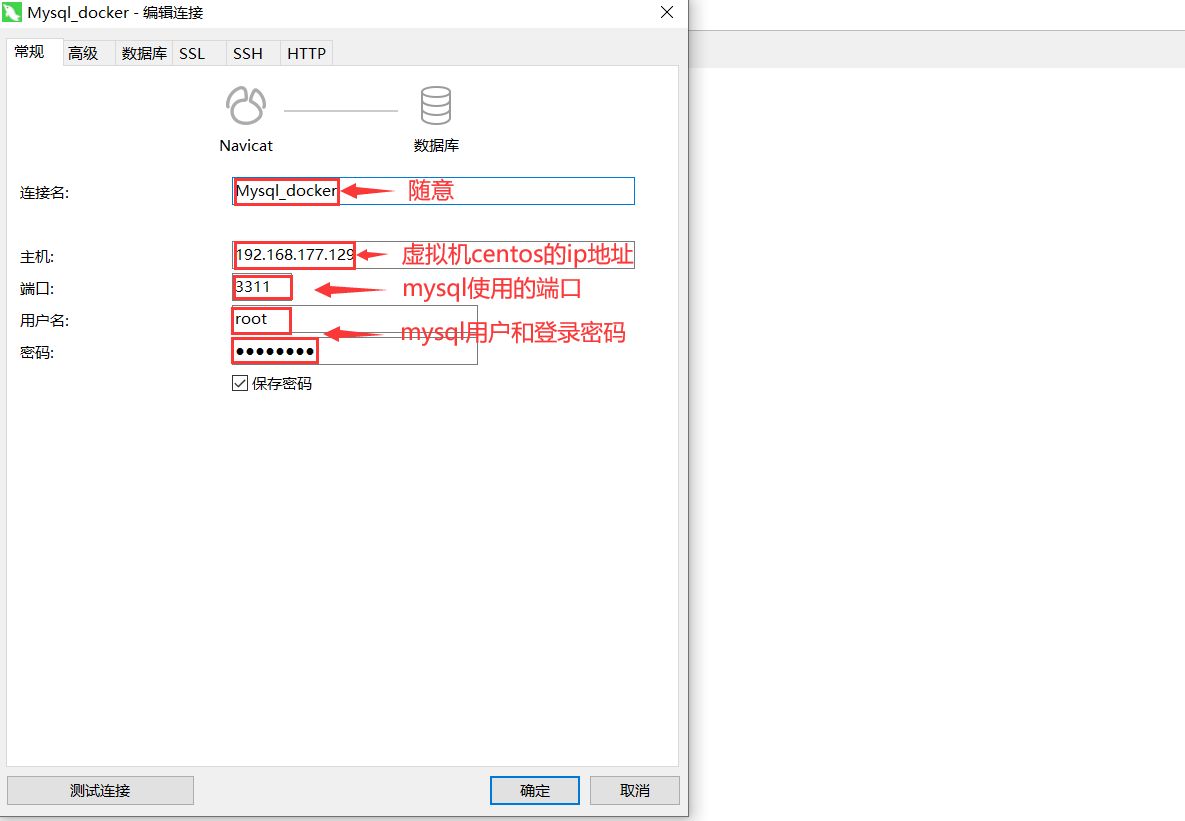 Mysql_docker - 编辑连接
常规 高级 数据库 SSL SSH HTTP
Navicat 数据库
连接名: Mysql_docker 随意
主机: 192.168.177.129 虚拟机centos的ip地址
端口: 3311 mysql使用的端口
用户名: root
mysql用户和登录密码
密码: ●●●●●●●●
保存密码
测试连接 确定 取消